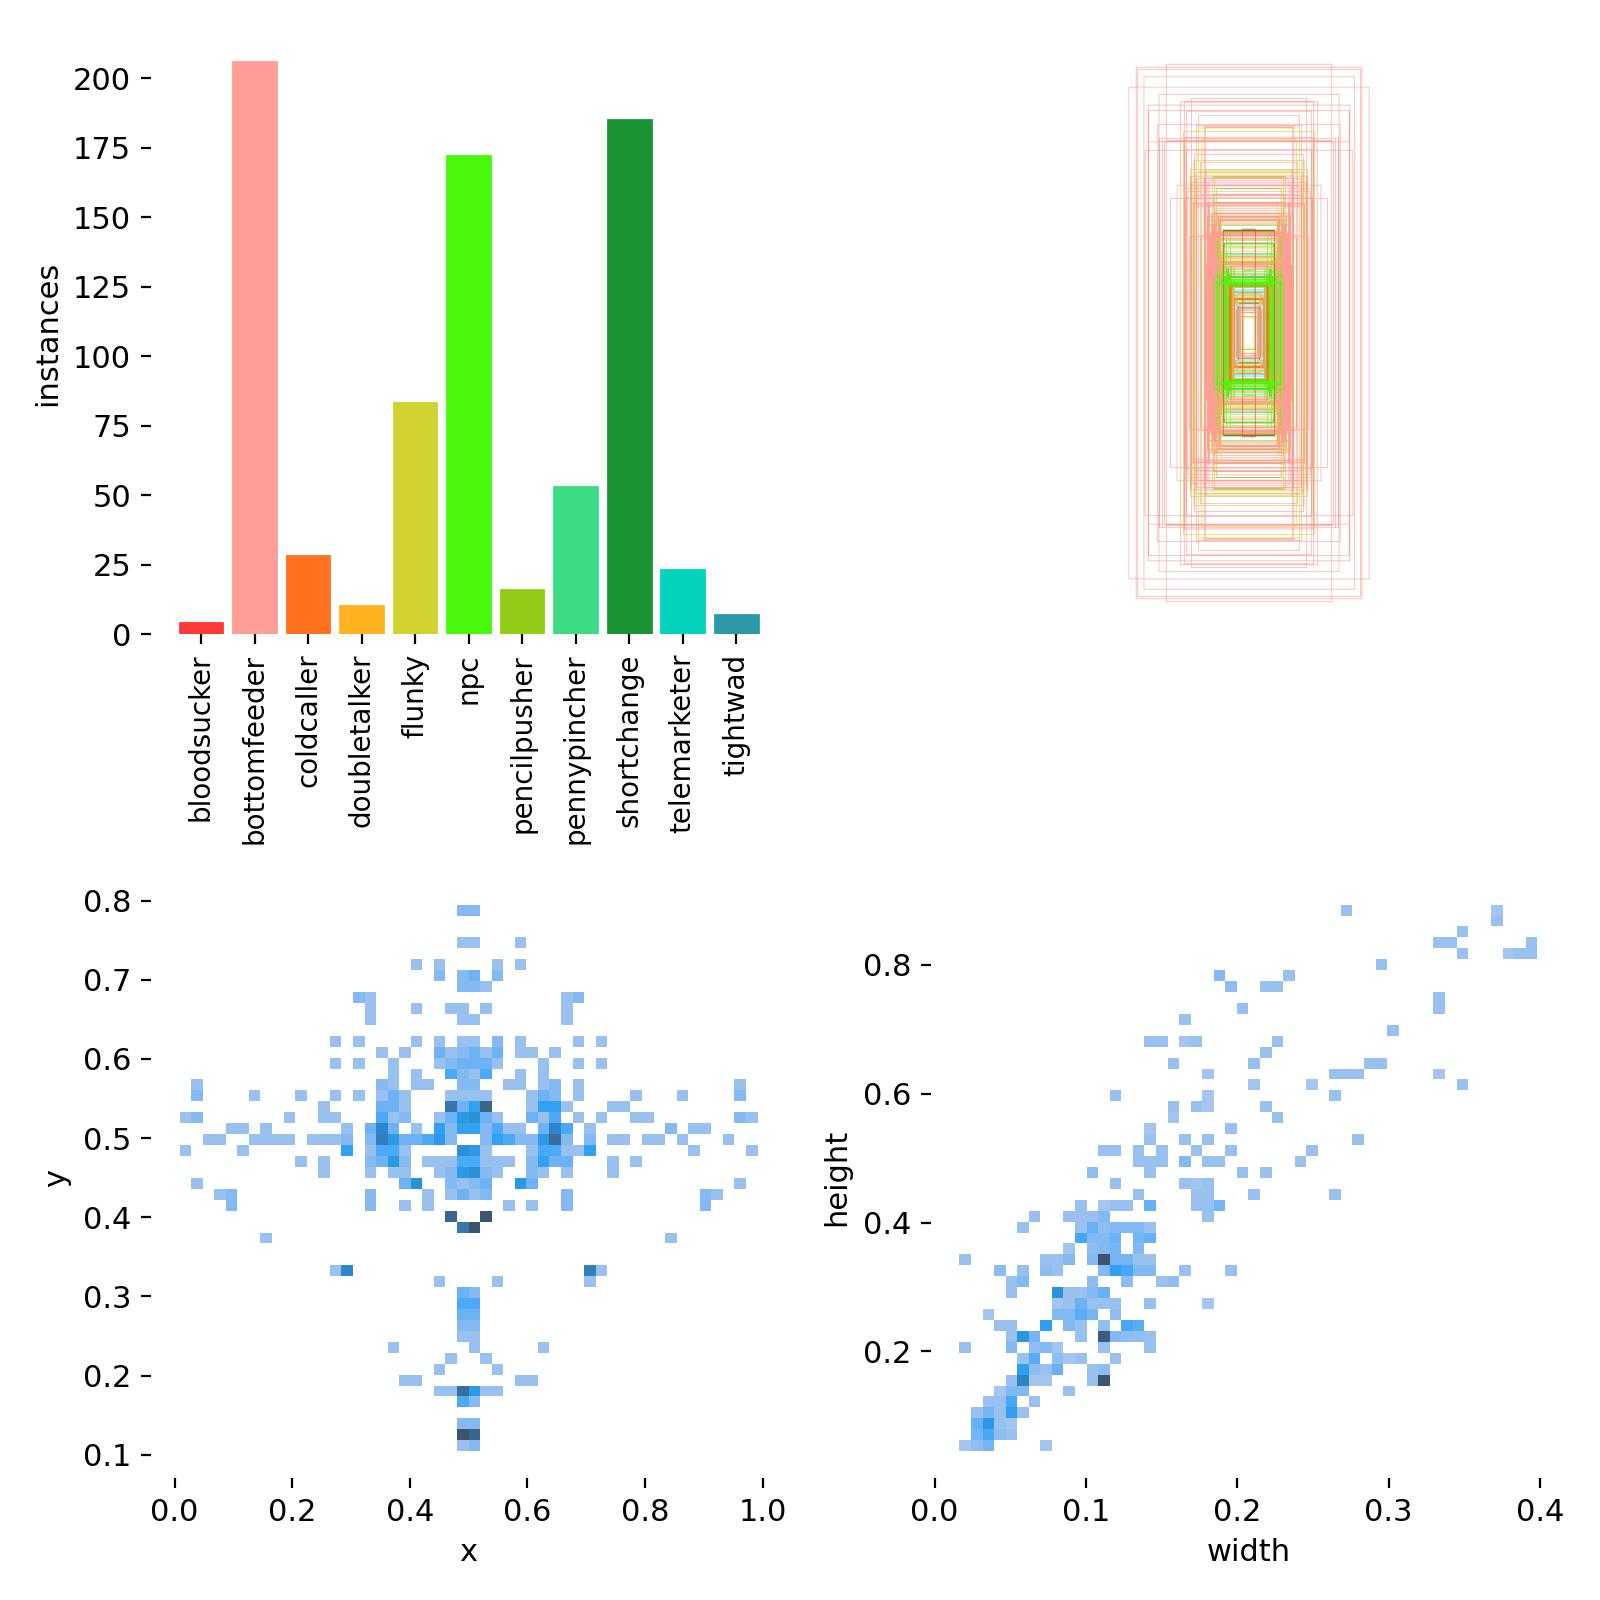 200
175
150
125
100
75
50
25
0
instances
bloodsucker
bottomfeeder
coldcaller
doubletalker
flunky
npc
pencilpusher
pennypincher
shortchange
telemarketer
tightwad
0.8
0.7
0.6
0.5
0.4
0.3
0.2
0.1
y
0.0 0.2 0.4 0.6 0.8 1.0
x
0.8
0.6
0.4
0.2
height
0.0 0.1 0.2 0.3 0.4
width